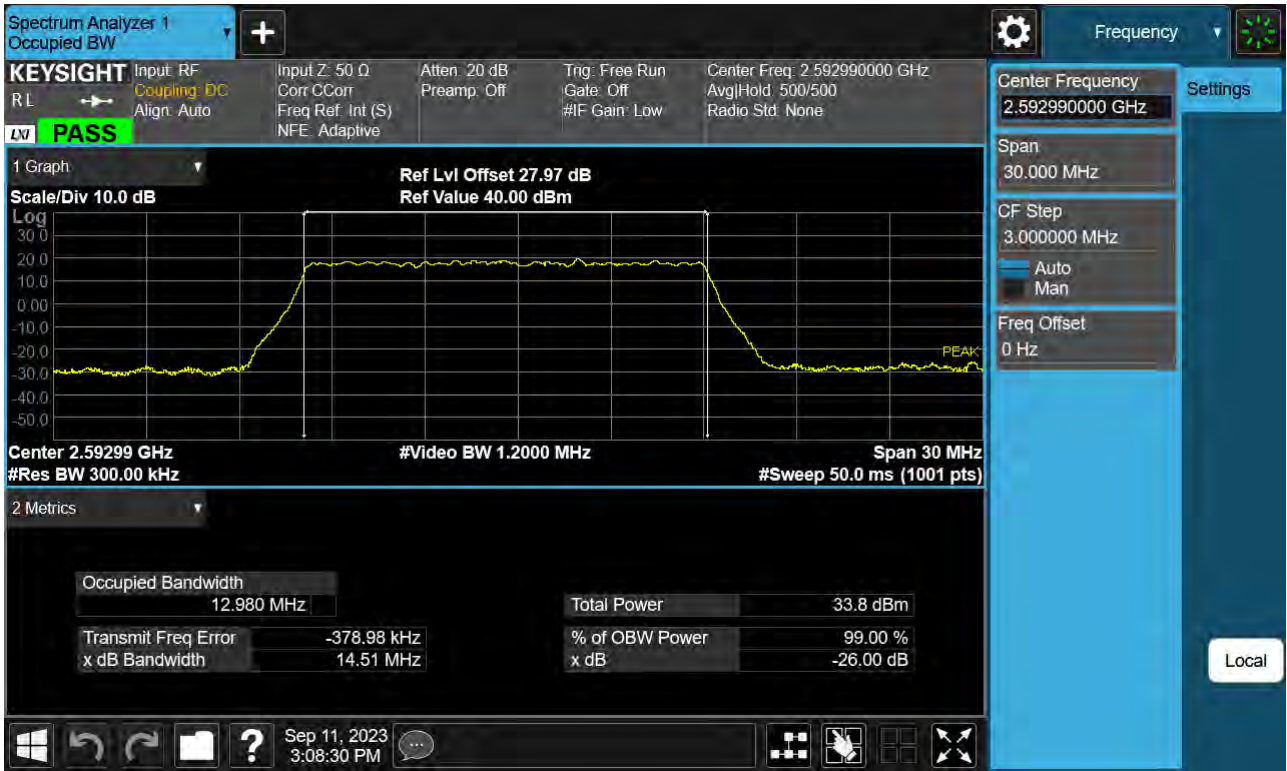 Spectrum Analyzer 1
Occupied BW
+
Frequency
KEYSIGHT
R L
LXI
PASS
Input: RF
Coupling: DC
Align: Auto
Input Z: 50 Ω
Corr CCorr
Freq Ref: Int (S)
NFE: Adaptive
Atten: 20 dB
Preamp: Off
Trig: Free Run
Gate: Off
#IF Gain: Low
Center Freq: 2.592990000 GHz
Avg|Hold: 500/500
Radio Std: None
Center Frequency
2.592990000 GHz
Settings
Span
30.000 MHz
CF Step
3.000000 MHz
Auto
Man
Freq Offset
0 Hz
Local
1 Graph
Scale/Div 10.0 dB
Ref Lvl Offset 27.97 dB
Ref Value 40.00 dBm
Log
30.0
20.0
10.0
0.00
-10.0
-20.0
-30.0
-40.0
-50.0
PEAK
Center 2.59299 GHz
#Video BW 1.2000 MHz
Span 30 MHz
#Res BW 300.00 kHz
#Sweep 50.0 ms (1001 pts)
2 Metrics
Occupied Bandwidth
12.980 MHz
Total Power 33.8 dBm
Transmit Freq Error -378.98 kHz
% of OBW Power 99.00 %
x dB Bandwidth 14.51 MHz
x dB -26.00 dB
?
Sep 11, 2023
3:08:30 PM